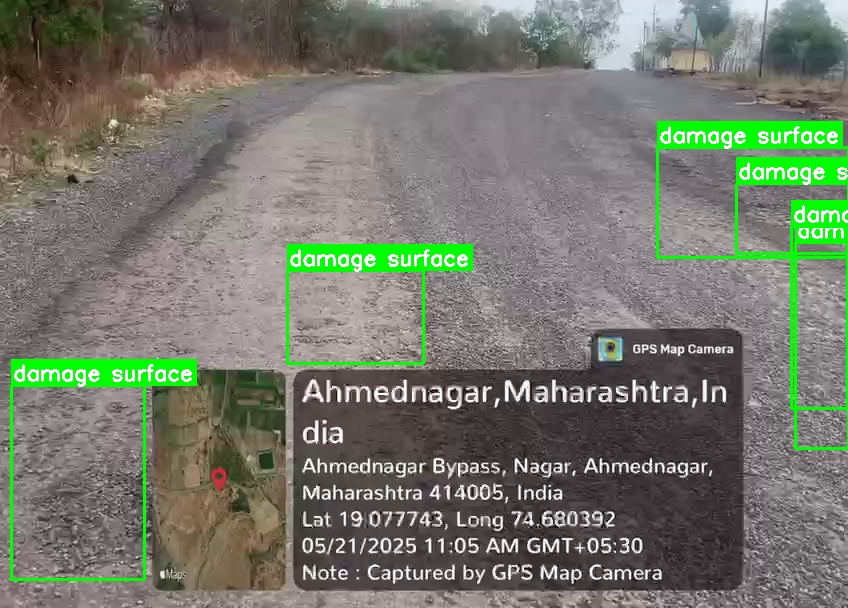 damage surface
damage s
dama
dam
damage surface
damage surface
GPS Map Camera
Ahmednagar,Maharashtra,In
dia
Ahmednagar Bypass, Nagar, Ahmednagar,
Maharashtra 414005, India
Lat 19.077743, Long 74.680392
05/21/2025 11:05 AM GMT+05:30
Note : Captured by GPS Map Camera
Maps